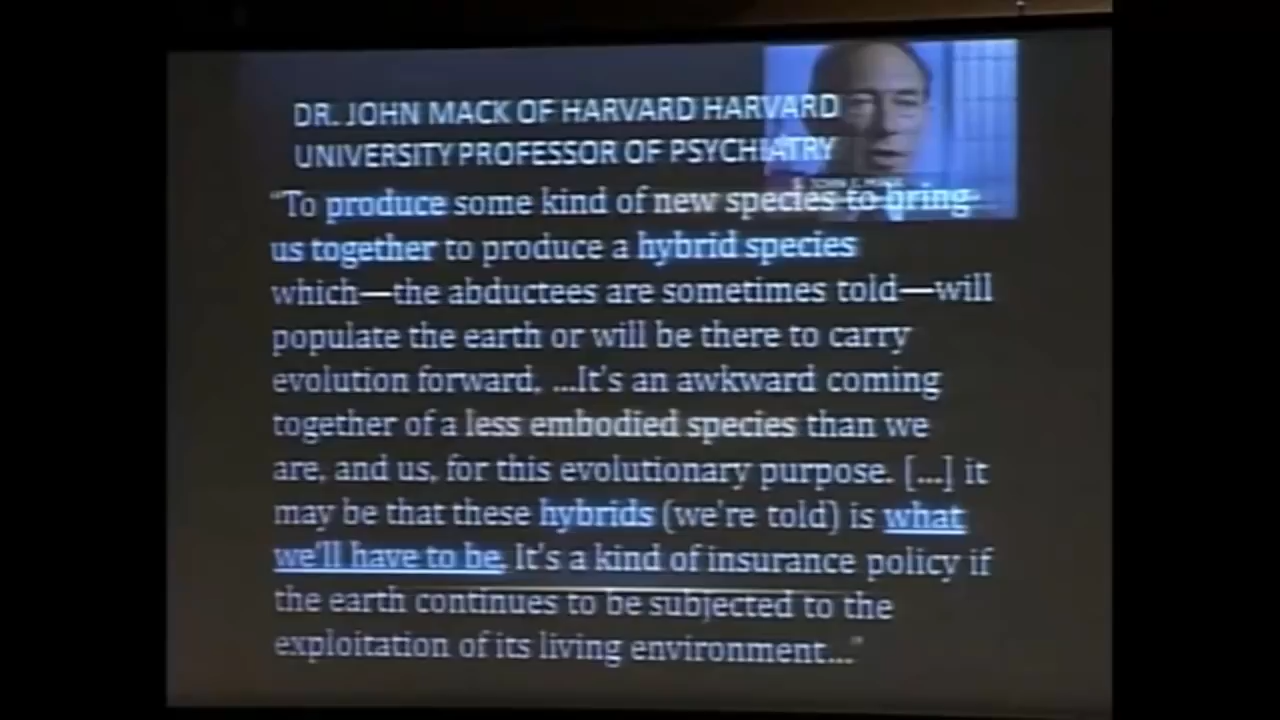 DR. JOHN MACK OF HARVARD HARVARD
UNIVERSITY PROFESSOR OF PSYCHIATRY
"To produce some kind of new species to bring
us together to produce a hybrid species
which—the abductees are sometimes told—will
populate the earth or will be there to carry
evolution forward. ...It's an awkward coming
together of a less embodied species than we
are, and us, for this evolutionary purpose. [...] it
may be that these hybrids (we're told) is what
we'll have to be. It's a kind of insurance policy if
the earth continues to be subjected to the
exploitation of its living environment..."